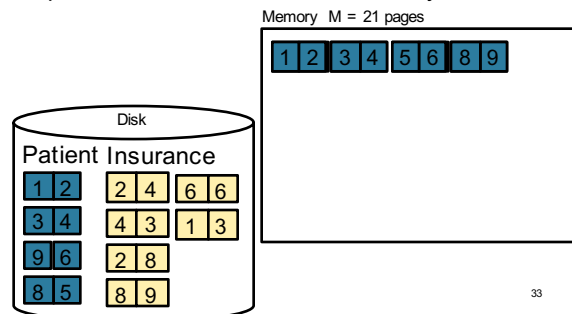 Memory M = 21 pages
1 2 3 4 5 6 8 9
Disk
Patient Insurance
1 2 2 4 6 6
3 4 4 3 1 3
9 6 2 8
8 5 8 9
33